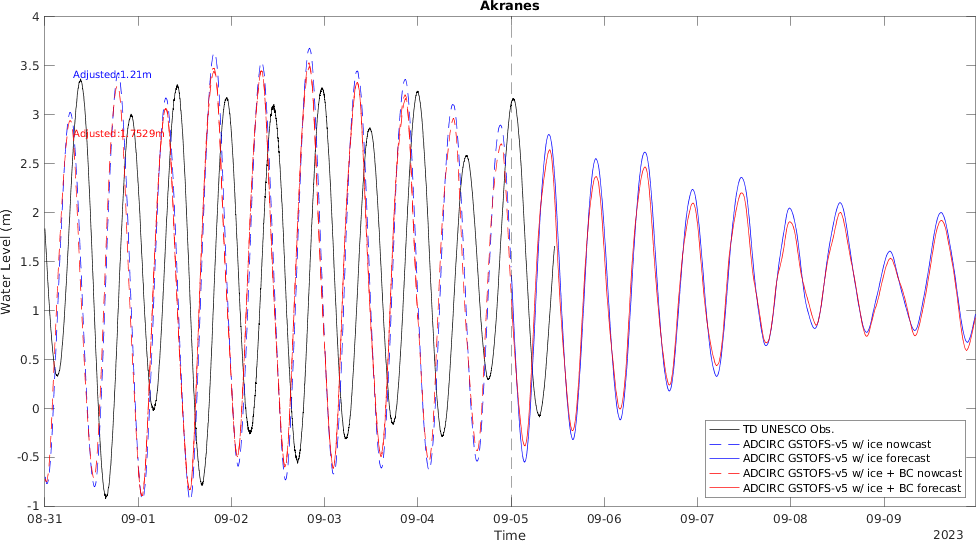 Akranes
Water Level (m)
4
3.5
3
2.5
2
1.5
1
0.5
0
-0.5
-1
Adjusted:1.21m
Adjusted:1.7529m
TD UNESCO Obs.
ADCIRC GSTOFS-v5 w/ ice nowcast
ADCIRC GSTOFS-v5 w/ ice forecast
ADCIRC GSTOFS-v5 w/ ice + BC nowcast
ADCIRC GSTOFS-v5 w/ ice + BC forecast
08-31 09-01 09-02 09-03 09-04 09-05 09-06 09-07 09-08 09-09
Time
2023